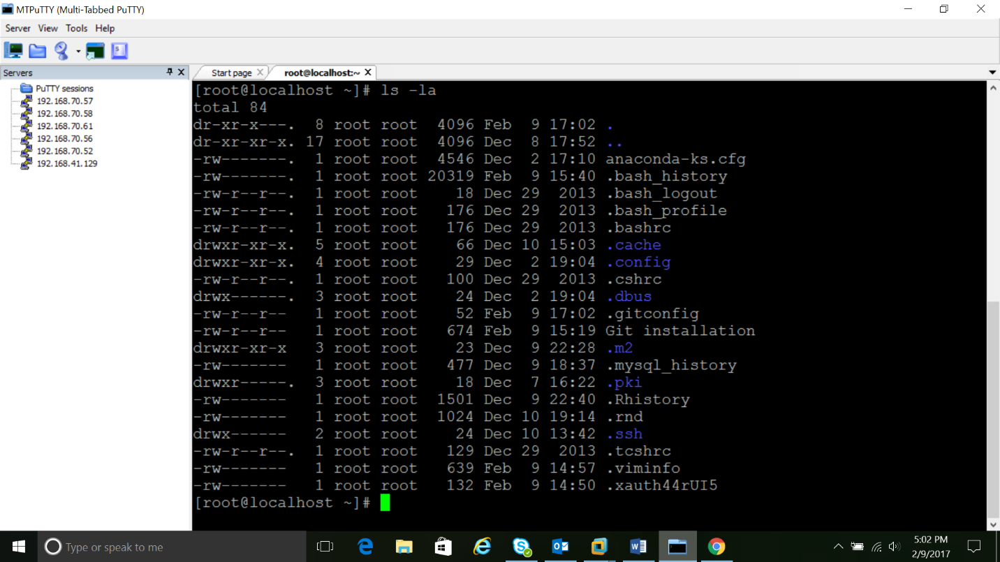 MTPuTTY (Multi-Tabbed PuTTY)
Server View Tools Help
Servers
PuTTY sessions
192.168.70.57
192.168.70.58
192.168.70.61
192.168.70.56
192.168.70.52
192.168.41.129
Start page root@localhost:~
[root@localhost ~]# ls -la
total 84
dr-xr-x---. 8 root root 4096 Feb 9 17:02 .
dr-xr-xr-x. 17 root root 4096 Dec 8 17:52 ..
-rw-------. 1 root root 4546 Dec 2 17:10 anaconda-ks.cfg
-rw-------. 1 root root 20319 Feb 9 15:40 .bash_history
-rw-r--r--. 1 root root 18 Dec 29 2013 .bash_logout
-rw-r--r--. 1 root root 176 Dec 29 2013 .bash_profile
-rw-r--r--. 1 root root 176 Dec 29 2013 .bashrc
drwxr-xr-x. 5 root root 66 Dec 10 15:03 .cache
drwxr-xr-x. 4 root root 29 Dec 2 19:04 .config
-rw-r--r--. 1 root root 100 Dec 29 2013 .cshrc
drwx------. 3 root root 24 Dec 2 19:04 .dbus
-rw-r--r-- 1 root root 52 Feb 9 17:02 .gitconfig
-rw-r--r-- 1 root root 674 Feb 9 15:19 Git installation
drwxr-xr-x 3 root root 23 Dec 9 22:28 .m2
-rw------- 1 root root 477 Dec 9 18:37 .mysql_history
drwxr-----. 3 root root 18 Dec 7 16:22 .pki
-rw------- 1 root root 1501 Dec 9 22:40 .Rhistory
-rw------- 1 root root 1024 Dec 10 19:14 .rnd
drwx------ 2 root root 24 Dec 10 13:42 .ssh
-rw-r--r--. 1 root root 129 Dec 29 2013 .tcshrc
-rw------- 1 root root 639 Feb 9 14:57 .viminfo
-rw------- 1 root root 132 Feb 9 14:50 .xauth44rUI5
[root@localhost ~]#
Type or speak to me
5:02 PM
2/9/2017